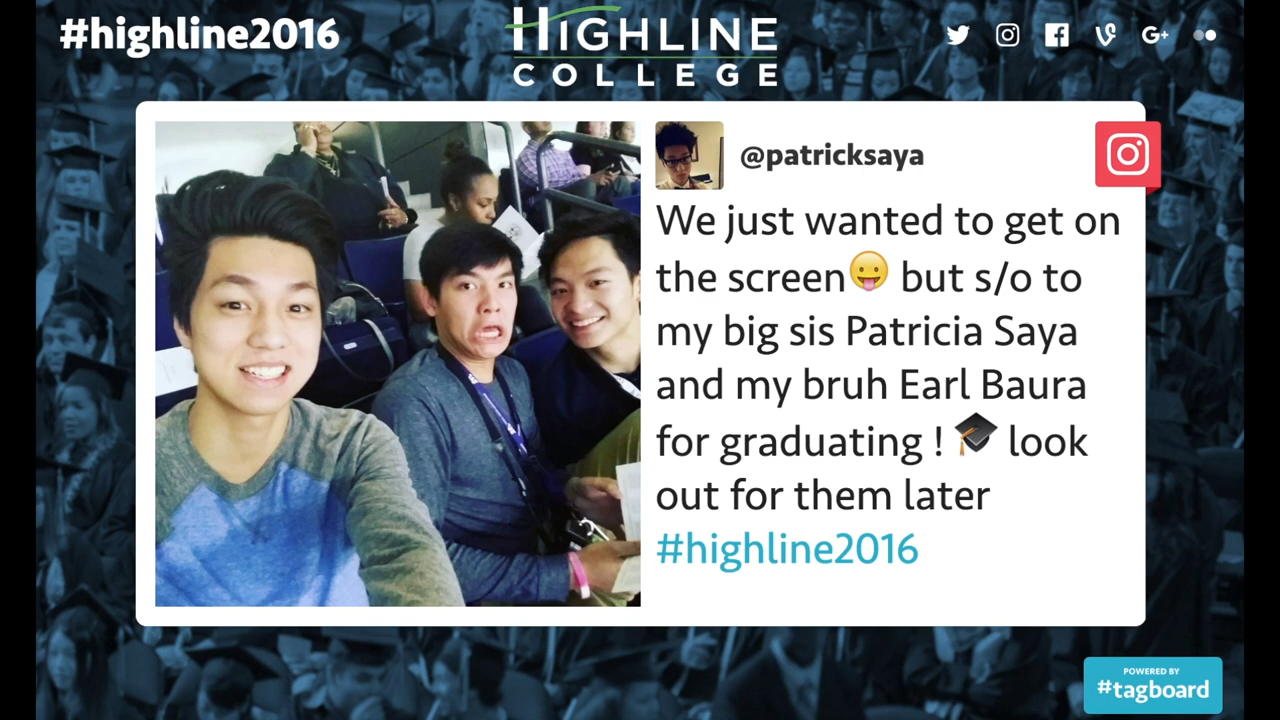 #highline2016
HIGHLINE
COLLEGE
@patricksaya
We just wanted to get on
the screen😛 but s/o to
my big sis Patricia Saya
and my bruh Earl Baura
for graduating ! 🎓 look
out for them later
#highline2016
POWERED BY
#tagboard